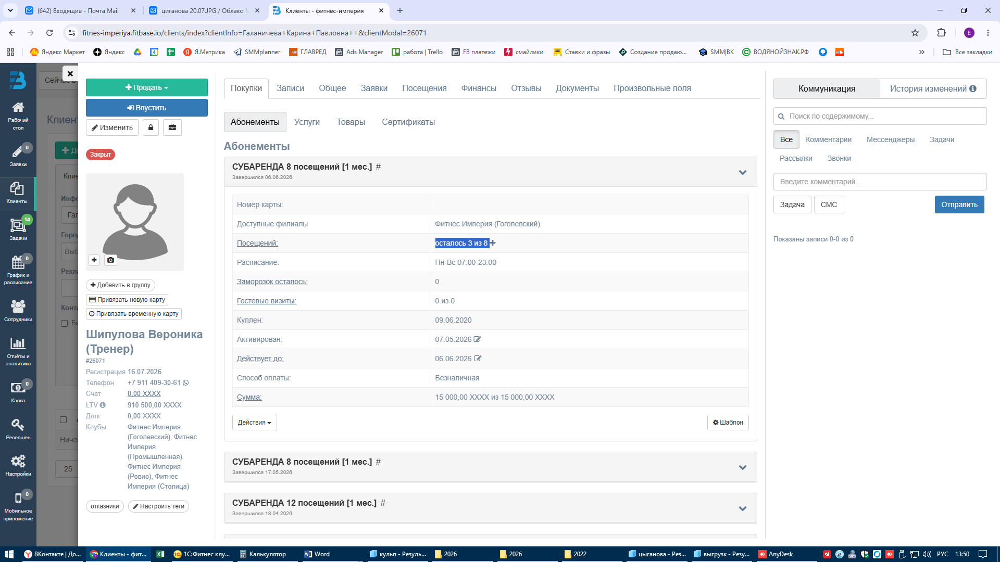 (642) Входящие - Почта Mail
циганова 20.07.JPG / Облако
Клиенты - фитнес-империя
fitnes-imperiya.fitbase.io/clients/index?clientInfo=Галаничева+Карина+Павловна++&clientModal=26071
E
Яндекс Маркет
Яндекс
Я.Метрика
SMMplanner
ГЛАВРЕД
Ads Manager
работа | Trello
FB платежи
смайлики
Ставки и фразы
Создание продаю...
SMM|ВК
ВОДЯНОЙЗНАК.РФ
Все закладки
Рабочий стол
0
Заявки
Клиенты
14
Задачи
0
График и расписание
Сотрудники
Отчёты и аналитика
0
Касса
Ресепшен
Настройки
0
Мобильное приложение
25
Продать
Впустить
Изменить
Закрыт
Добавить в группу
Привязать новую карту
Привязать временную карту
Шипулова Вероника
(Тренер)
#26071
Регистрация 16.07.2026
Телефон +7 911 409-30-61
Счет 0,00 XXXX
LTV 910 500,00 XXXX
Долг 0,00 XXXX
Клубы Фитнес Империя
(Гоголевский), Фитнес
Империя
(Промышленная),
Фитнес Империя
(Ровио), Фитнес
Империя (Столица)
отказники
Настроить теги
Покупки
Записи
Общее
Заявки
Посещения
Финансы
Отзывы
Документы
Произвольные поля
Абонементы
Услуги
Товары
Сертификаты
Абонементы
СУБАРЕНДА 8 посещений [1 мес.] #
Завершился 06.06.2026
Номер карты:
Доступные филиалы Фитнес Империя (Гоголевский)
Посещений: осталось 3 из 8
Расписание: Пн-Вс 07:00-23:00
Заморозок осталось: 0
Гостевые визиты: 0 из 0
Куплен: 09.06.2020
Активирован: 07.05.2026
Действует до: 06.06.2026
Способ оплаты: Безналичная
Сумма: 15 000,00 XXXX из 15 000,00 XXXX
Действия
Шаблон
СУБАРЕНДА 8 посещений [1 мес.] #
Завершился 17.05.2026
СУБАРЕНДА 12 посещений [1 мес.] #
Завершился 18.04.2026
Коммуникация
История изменений
Поиск по содержимому...
Все
Комментарии
Мессенджеры
Задачи
Рассылки
Звонки
Введите комментарий...
Задача
СМС
Отправить
Показаны записи 0-0 из 0
ВКонтакте | До...
Клиенты - фит...
1С:Фитнес клу...
Калькулятор
Word
кульп - Резуль...
2026
2026
2022
цыганова - Рез...
выгрузк - Резу...
AnyDesk
РУС
13:50